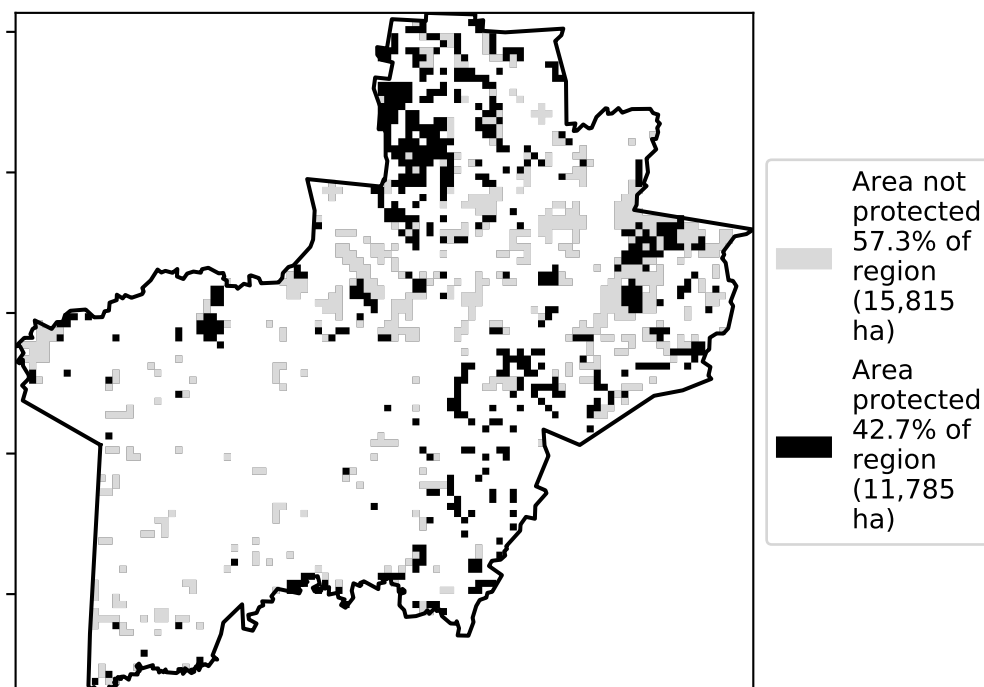 Area not
protected
57.3% of
region
(15,815
ha)
Area
protected
42.7% of
region
(11,785
ha)